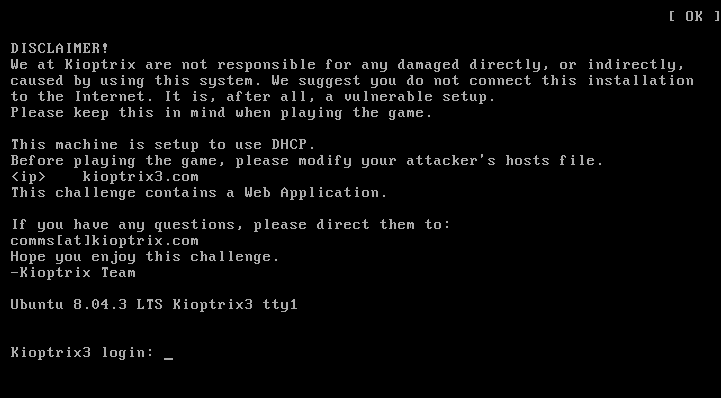 [ OK ]
DISCLAIMER!
We at Kioptrix are not responsible for any damaged directly, or indirectly,
caused by using this system. We suggest you do not connect this installation
to the Internet. It is, after all, a vulnerable setup.
Please keep this in mind when playing the game.
This machine is setup to use DHCP.
Before playing the game, please modify your attacker's hosts file.
<ip>    kioptrix3.com
This challenge contains a Web Application.
If you have any questions, please direct them to:
comms[at]kioptrix.com
Hope you enjoy this challenge.
-Kioptrix Team
Ubuntu 8.04.3 LTS Kioptrix3 tty1
Kioptrix3 login: _